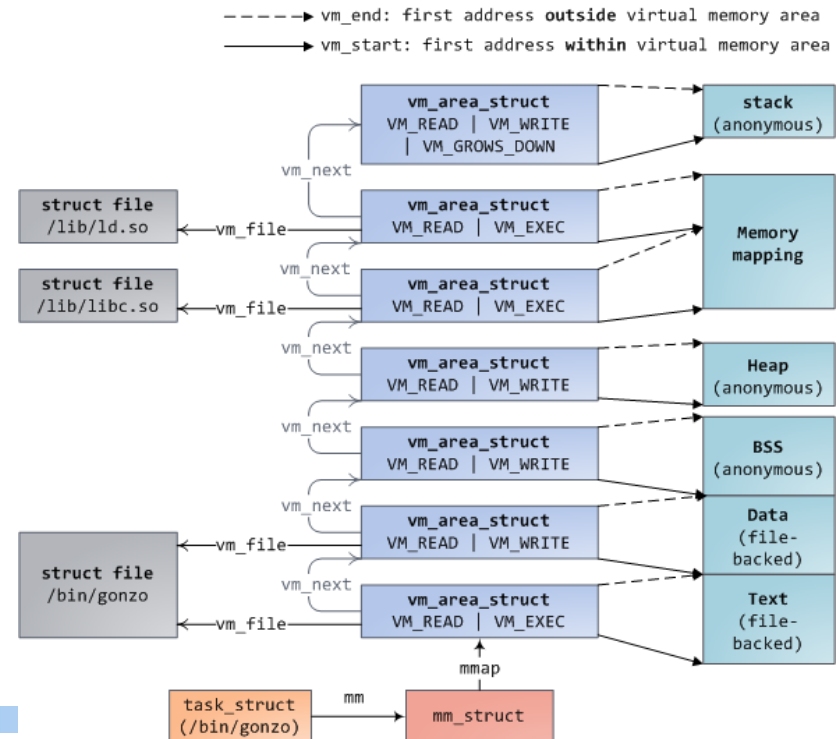 vm_end: first address outside virtual memory area
vm_start: first address within virtual memory area
vm_area_struct
VM_READ | VM_WRITE
| VM_GROWS_DOWN
stack
(anonymous)
vm_next
struct file
/lib/ld.so
vm_file
vm_area_struct
VM_READ | VM_EXEC
Memory
mapping
vm_next
struct file
/lib/libc.so
vm_file
vm_area_struct
VM_READ | VM_EXEC
vm_next
vm_area_struct
VM_READ | VM_WRITE
Heap
(anonymous)
vm_next
vm_area_struct
VM_READ | VM_WRITE
BSS
(anonymous)
vm_next
vm_area_struct
VM_READ | VM_WRITE
Data
(file-
backed)
vm_file
struct file
/bin/gonzo
vm_next
vm_file
vm_area_struct
VM_READ | VM_EXEC
Text
(file-
backed)
mmap
task_struct
(/bin/gonzo)
mm
mm_struct